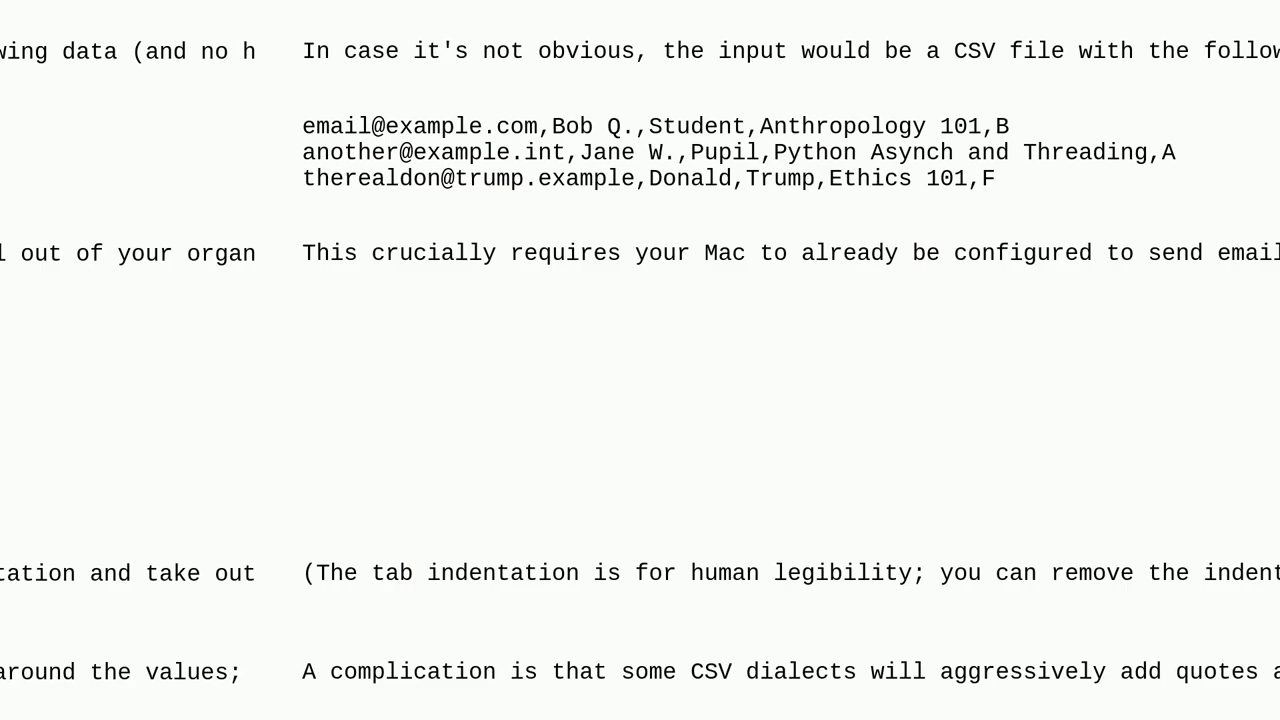 wing data (and no h In case it's not obvious, the input would be a CSV file with the follow
email@example.com,Bob Q.,Student,Anthropology 101,B
another@example.int,Jane W.,Pupil,Python Asynch and Threading,A
therealdon@trump.example,Donald,Trump,Ethics 101,F
l out of your organ This crucially requires your Mac to already be configured to send email
tation and take out (The tab indentation is for human legibility; you can remove the indent
around the values; A complication is that some CSV dialects will aggressively add quotes a